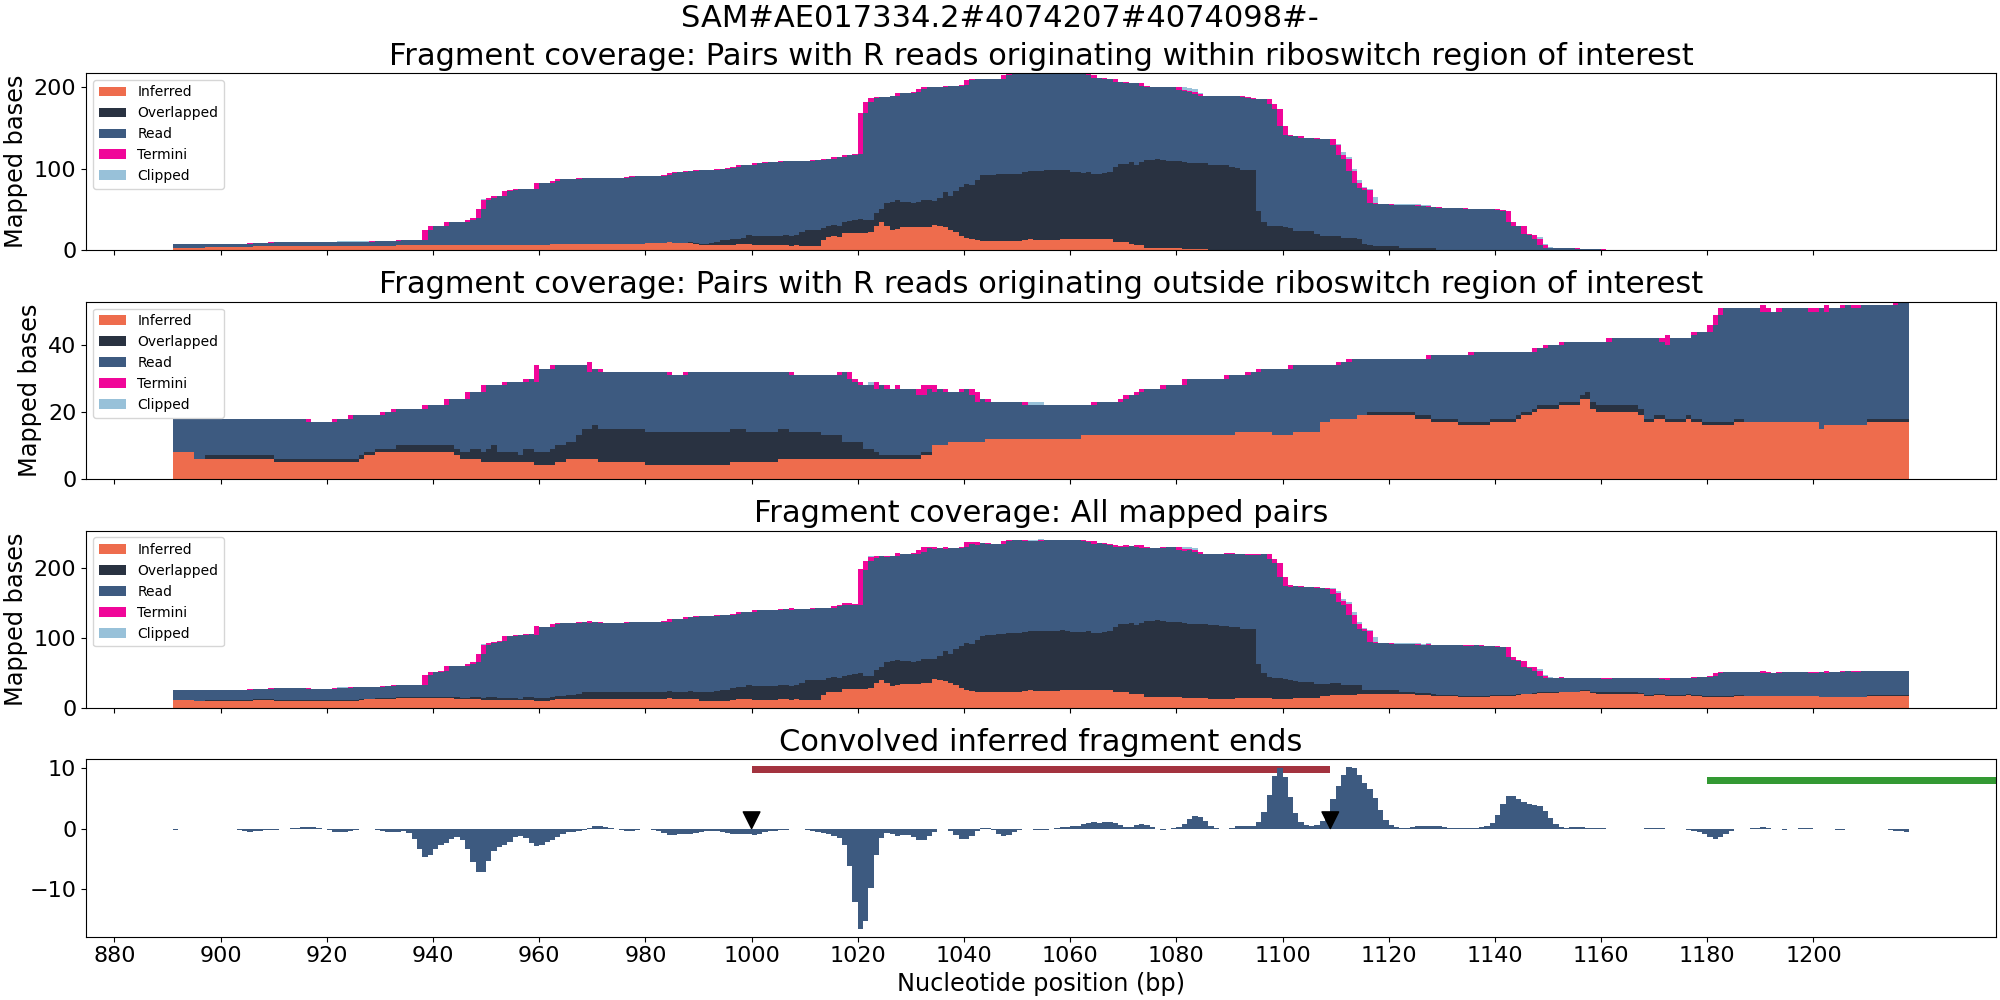 SAM#AE017334.2#4074207#4074098#-
Fragment coverage: Pairs with R reads originating within riboswitch region of interest
Mapped bases
200
100
0
Inferred
Overlapped
Read
Termini
Clipped
Fragment coverage: Pairs with R reads originating outside riboswitch region of interest
Mapped bases
40
20
0
Inferred
Overlapped
Read
Termini
Clipped
Fragment coverage: All mapped pairs
Mapped bases
200
100
0
Inferred
Overlapped
Read
Termini
Clipped
Convolved inferred fragment ends
10
0
−10
880 900 920 940 960 980 1000 1020 1040 1060 1080 1100 1120 1140 1160 1180 1200
Nucleotide position (bp)